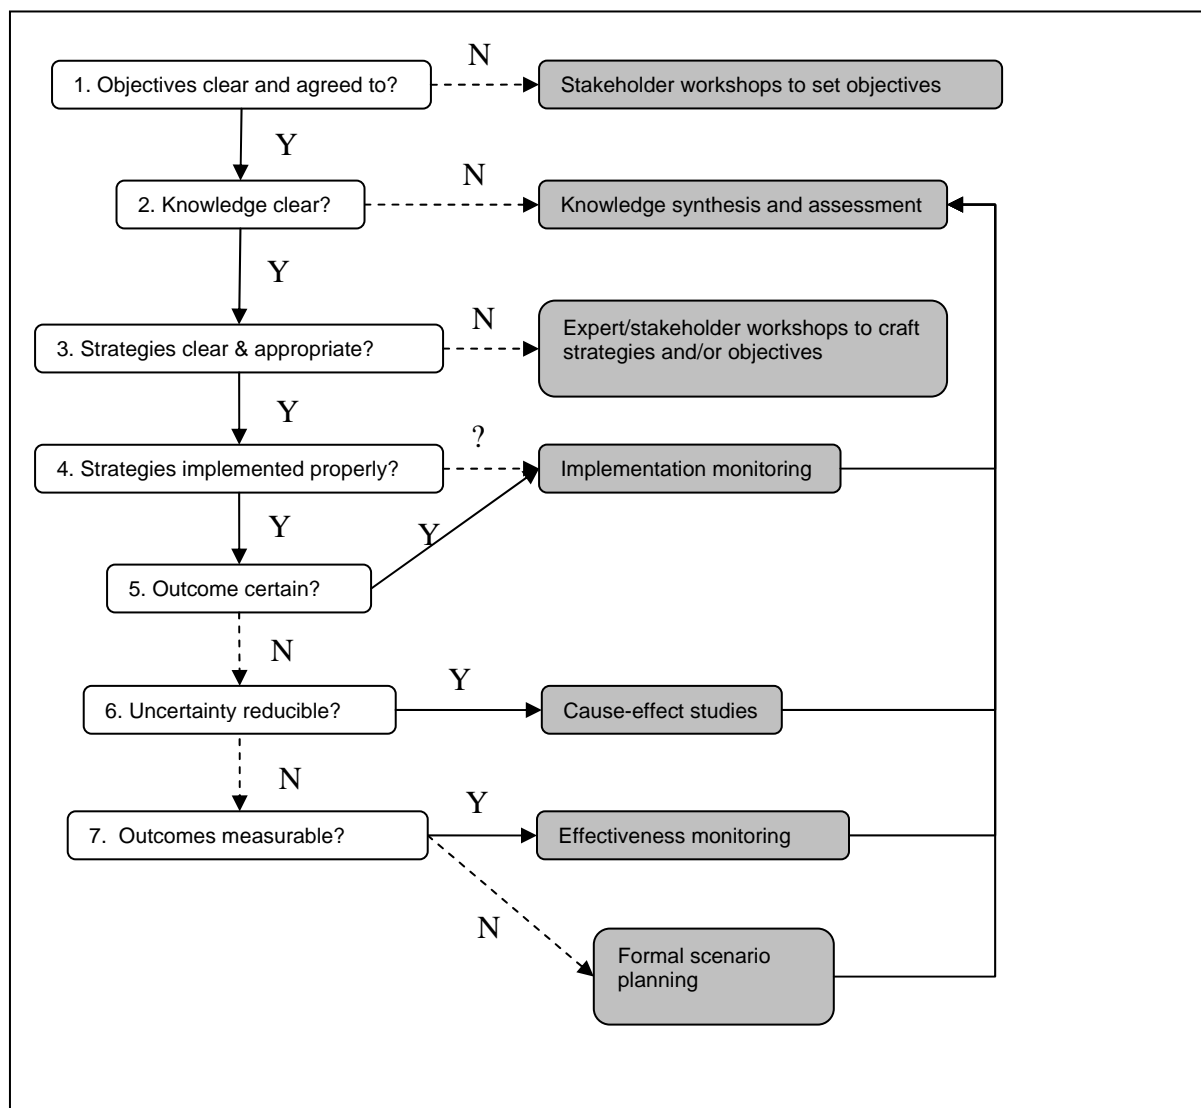 N
1. Objectives clear and agreed to?
Stakeholder workshops to set objectives
Y
N
2. Knowledge clear?
Knowledge synthesis and assessment
Y
N
3. Strategies clear & appropriate?
Expert/stakeholder workshops to craft
strategies and/or objectives
Y
?
4. Strategies implemented properly?
Implementation monitoring
Y
Y
5. Outcome certain?
N
Y
6. Uncertainty reducible?
Cause-effect studies
N
Y
7. Outcomes measurable?
Effectiveness monitoring
N
Formal scenario
planning